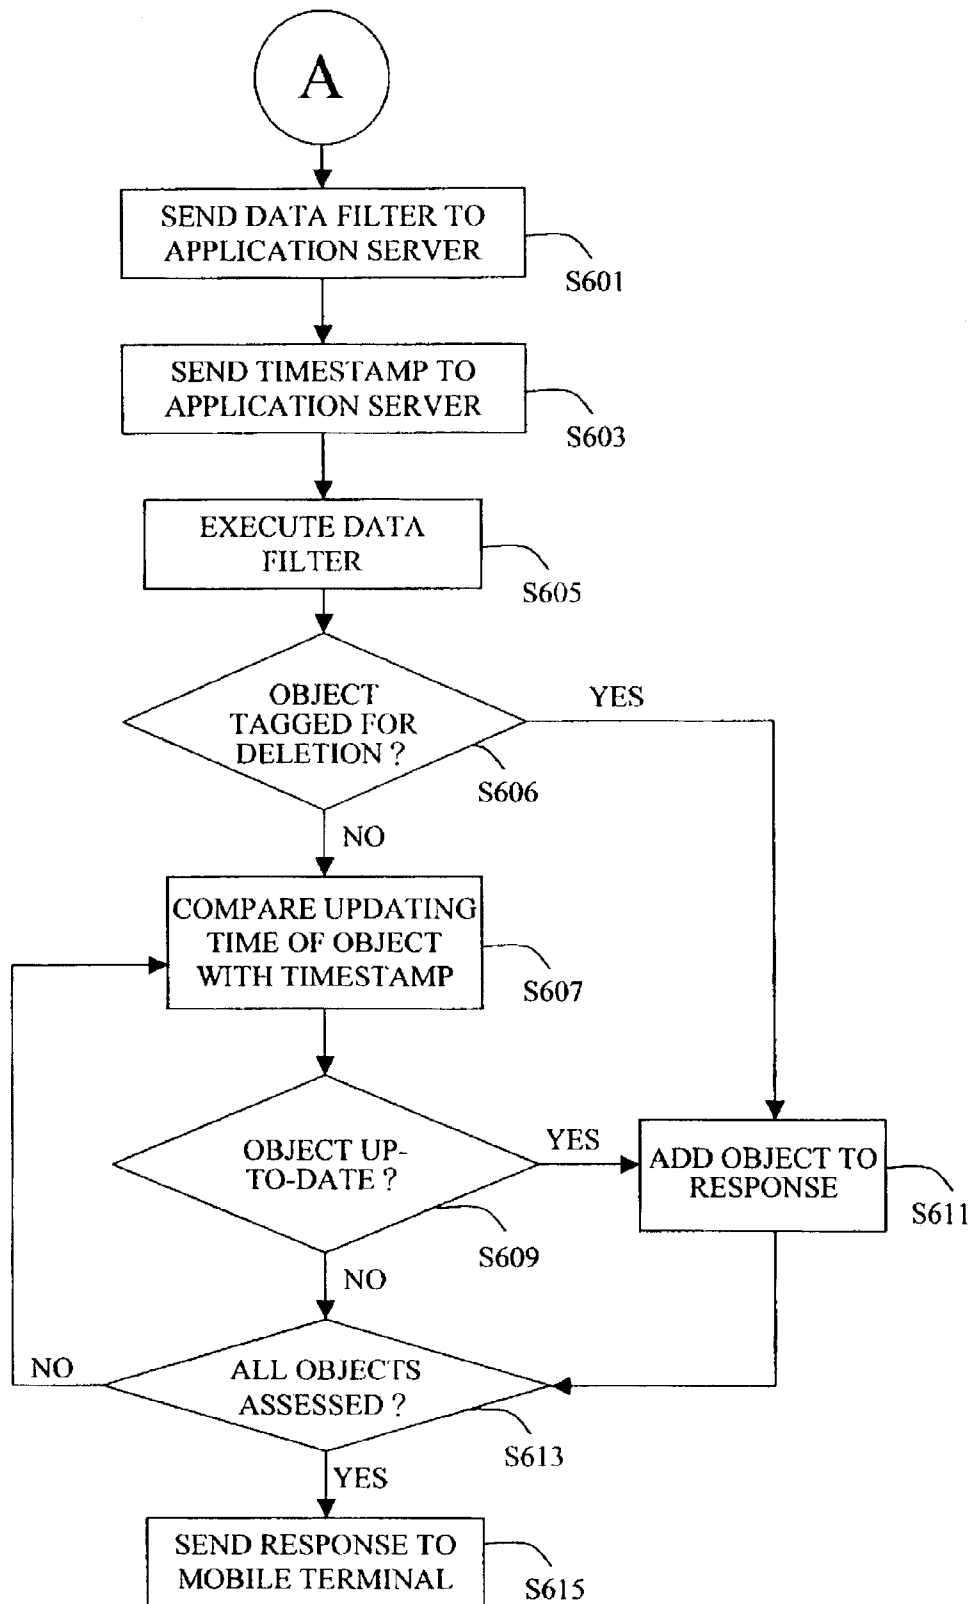 A
SEND DATA FILTER TO
APPLICATION SERVER
S601
SEND TIMESTAMP TO
APPLICATION SERVER
S603
EXECUTE DATA
FILTER
S605
OBJECT
TAGGED FOR
DELETION ?
YES
S606
NO
COMPARE UPDATING
TIME OF OBJECT
WITH TIMESTAMP
S607
OBJECT UP-
TO-DATE ?
YES
S609
ADD OBJECT TO
RESPONSE
S611
NO
NO
ALL OBJECTS
ASSESSED ?
S613
YES
SEND RESPONSE TO
MOBILE TERMINAL
S615